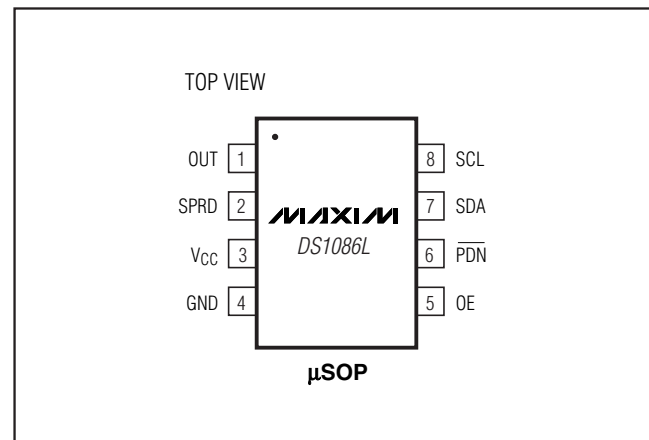 TOP VIEW
OUT 1
8 SCL
SPRD 2
MAXIM
7 SDA
DS1086L
VCC 3
6 PDN
GND 4
5 OE
μSOP